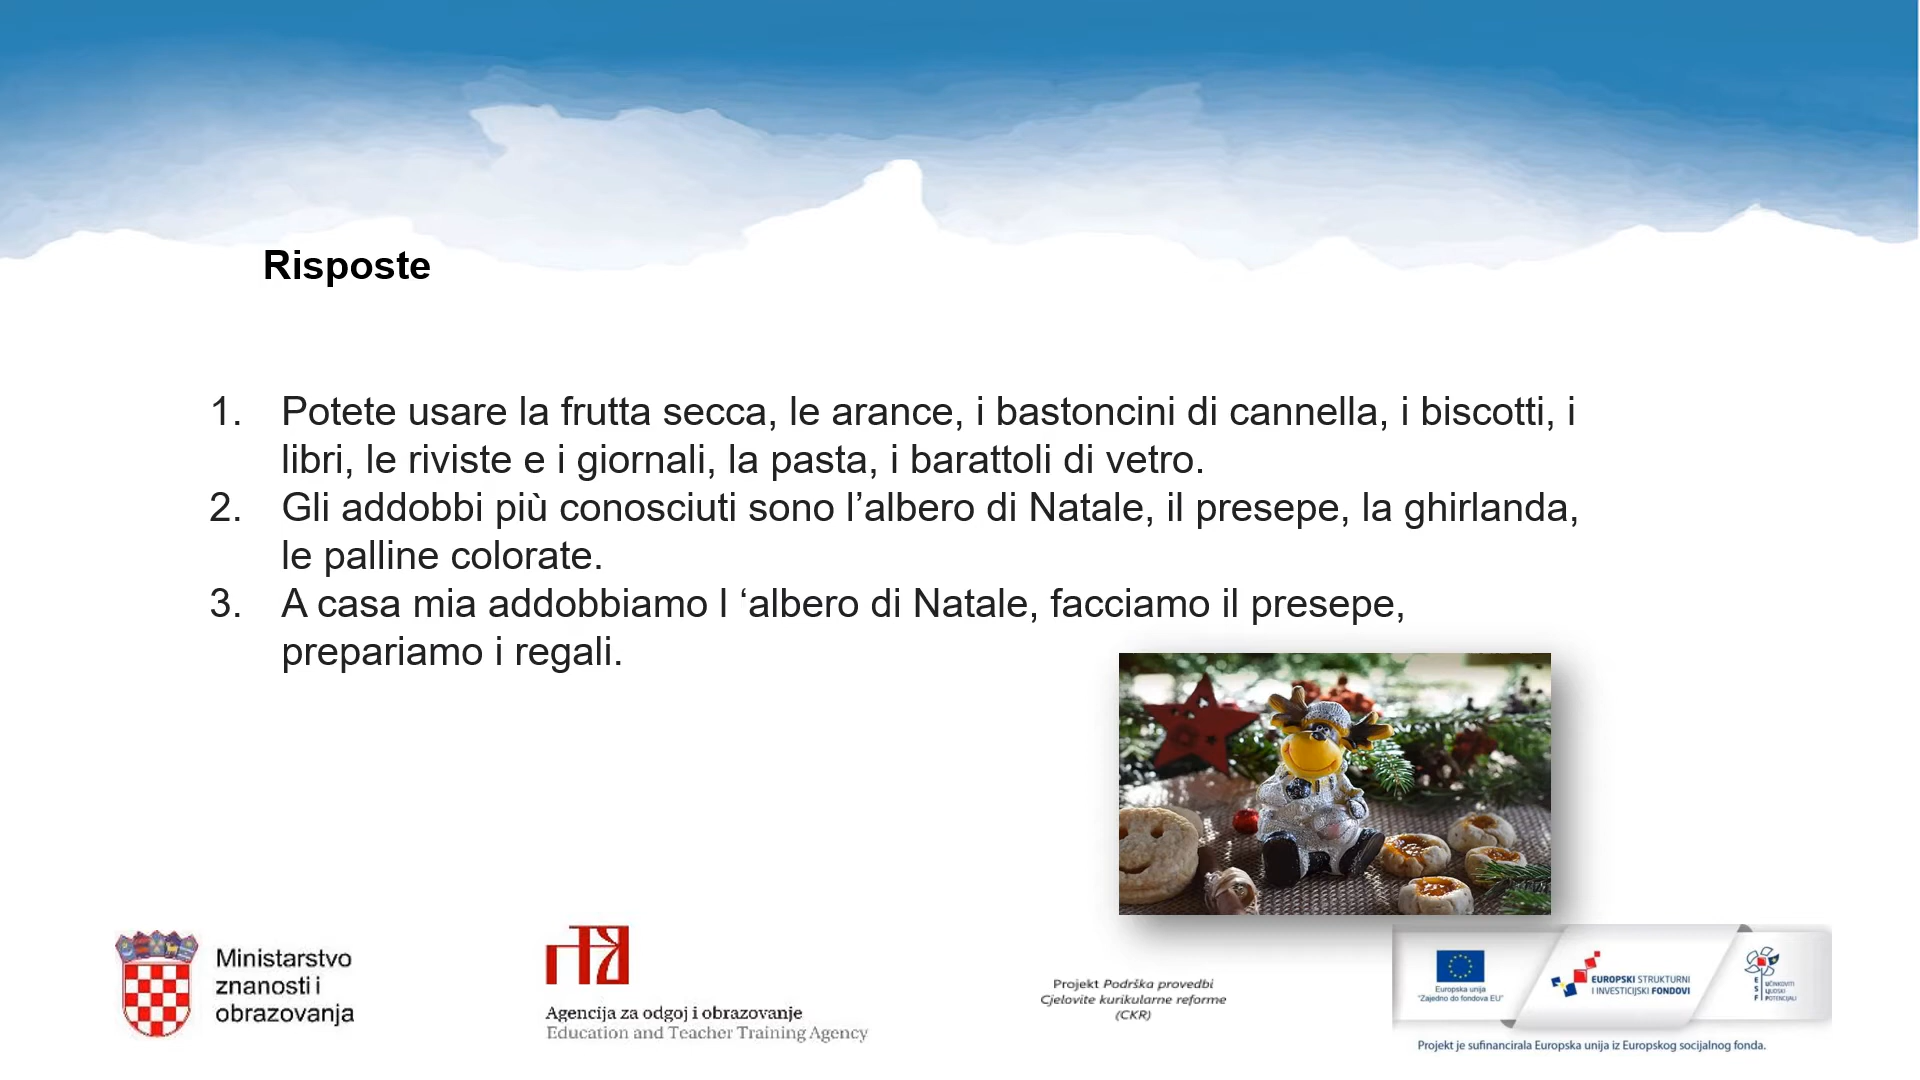 Risposte
1. Potete usare la frutta secca, le arance, i bastoncini di cannella, i biscotti, i
libri, le riviste e i giornali, la pasta, i barattoli di vetro.
2. Gli addobbi più conosciuti sono l’albero di Natale, il presepe, la ghirlanda,
le palline colorate.
3. A casa mia addobbiamo l ‘albero di Natale, facciamo il presepe,
prepariamo i regali.
Ministarstvo
znanosti i
obrazovanja
Agencija za odgoj i obrazovanje
Education and Teacher Training Agency
Projekt Podrška provedbi
Cjelovite kurikularne reforme
(CKR)
Europska unija
"Zajedno do fondova EU"
EUROPSKI STRUKTURNI
I INVESTICIJSKI FONDOVI
ESF
UČINKOVITI
LJUDSKI
POTENCIJALI
Projekt je sufinancirala Europska unija iz Europskog socijalnog fonda.